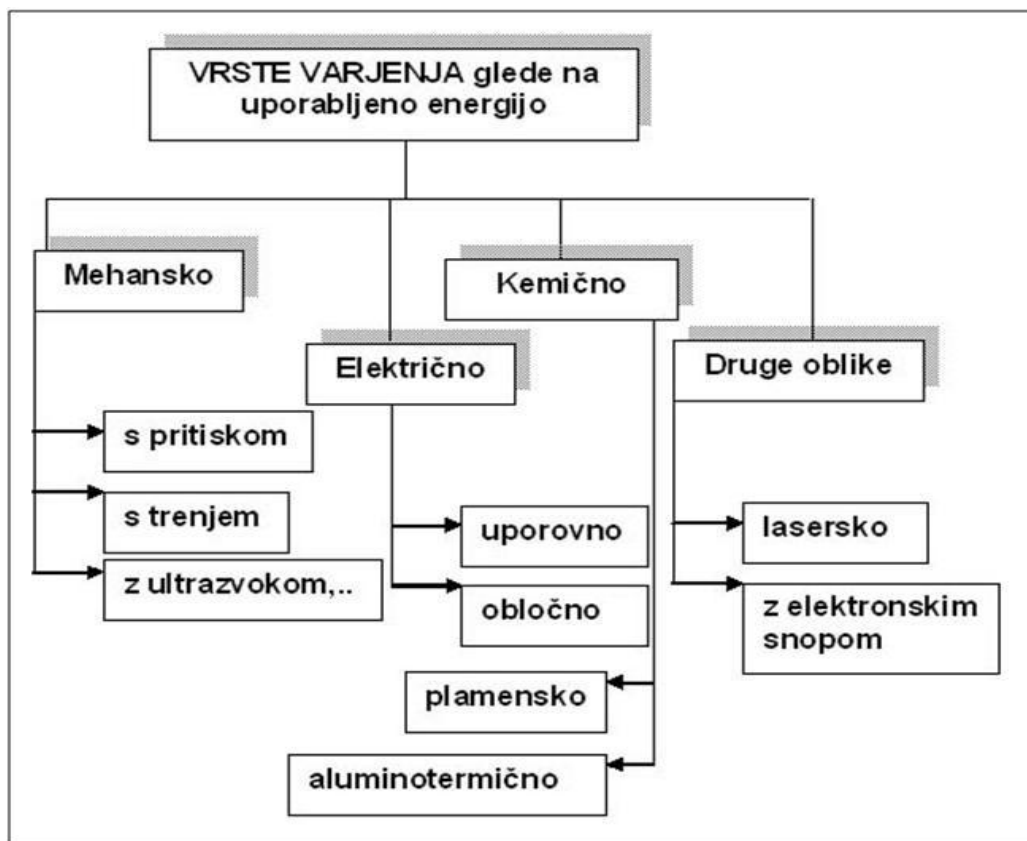 VRSTE VARJENJA glede na
uporabljeno energijo
Mehansko
s pritiskom
s trenjem
z ultrazvokom,..
Električno
uporovno
obločno
Kemično
plamensko
aluminotermično
Druge oblike
lasersko
z elektronskim
snopom